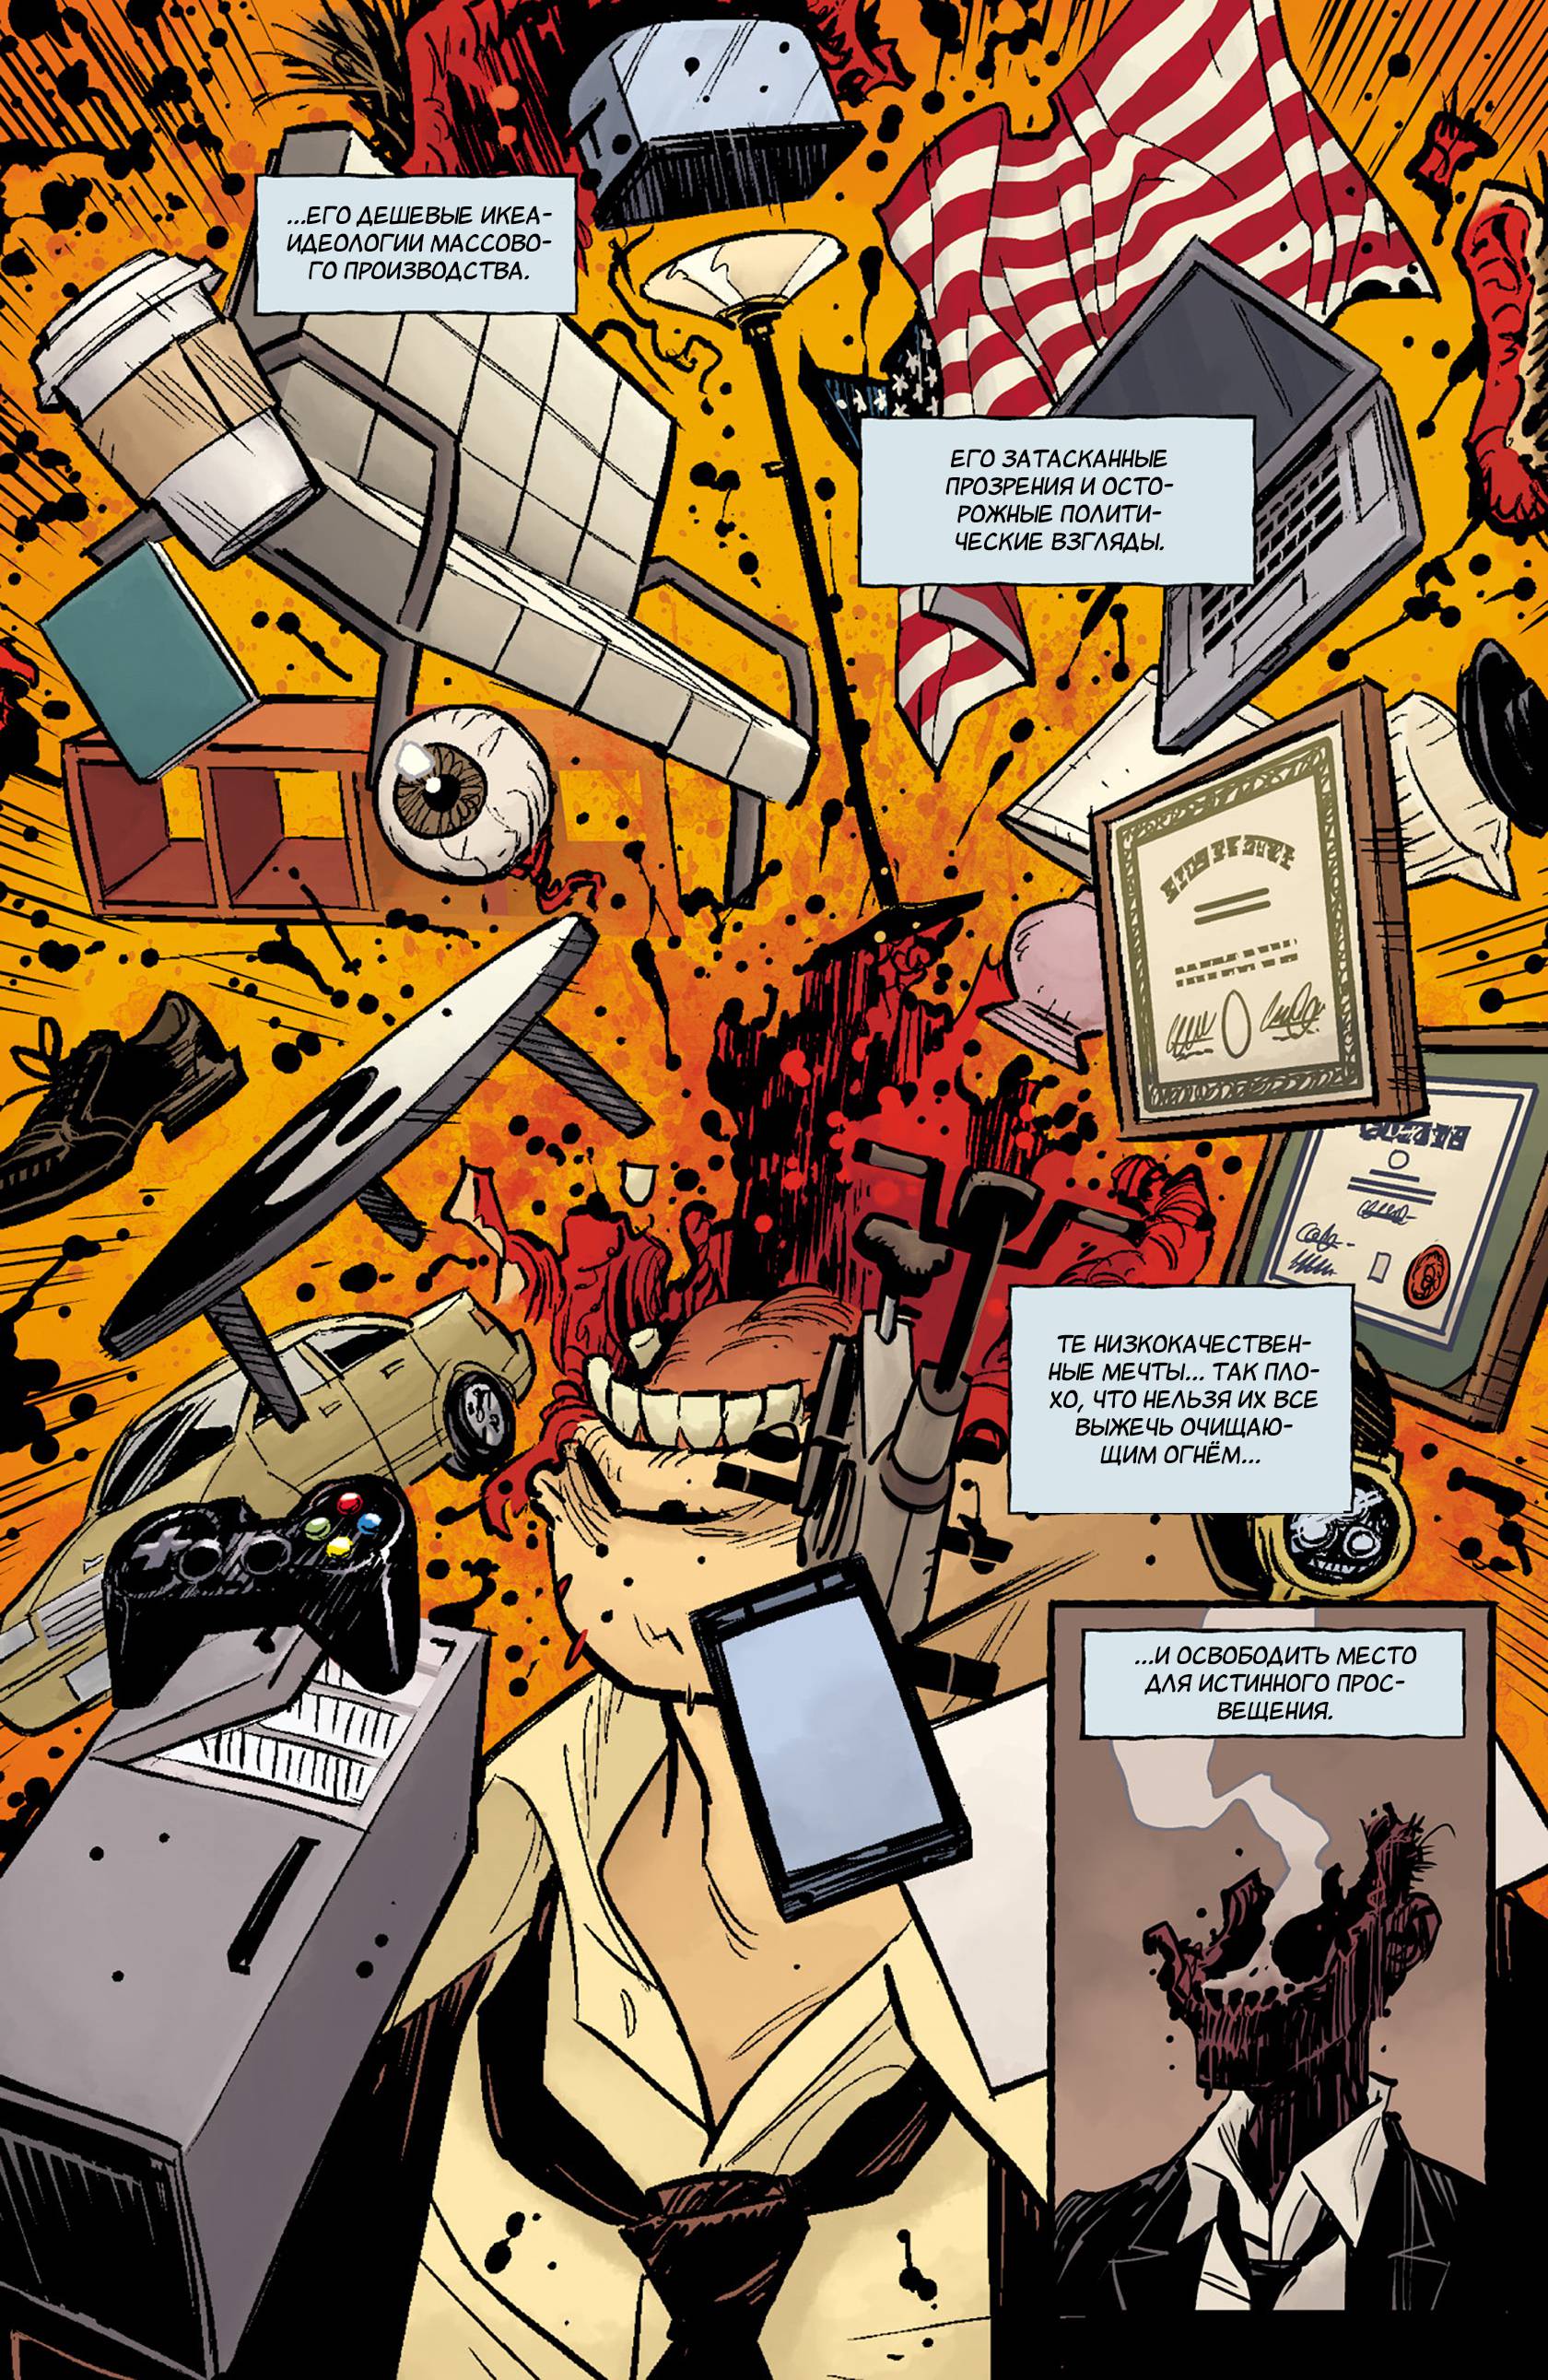 ...ЕГО ДЕШЕВЫЕ ИКЕА-
ИДЕОЛОГИИ МАССОВО-
ГО ПРОИЗВОДСТВА.
ЕГО ЗАТАСКАННЫЕ
ПРОЗРЕНИЯ И ОСТО-
РОЖНЫЕ ПОЛИТИ-
ЧЕСКИЕ ВЗГЛЯДЫ.
ТЕ НИЗКОКАЧЕСТВЕН-
НЫЕ МЕЧТЫ... ТАК ПЛО-
ХО, ЧТО НЕЛЬЗЯ ИХ ВСЕ
ВЫЖЕЧЬ ОЧИЩАЮ-
ЩИМ ОГНЁМ...
...И ОСВОБОДИТЬ МЕСТО
ДЛЯ ИСТИННОГО ПРОС-
ВЕЩЕНИЯ.